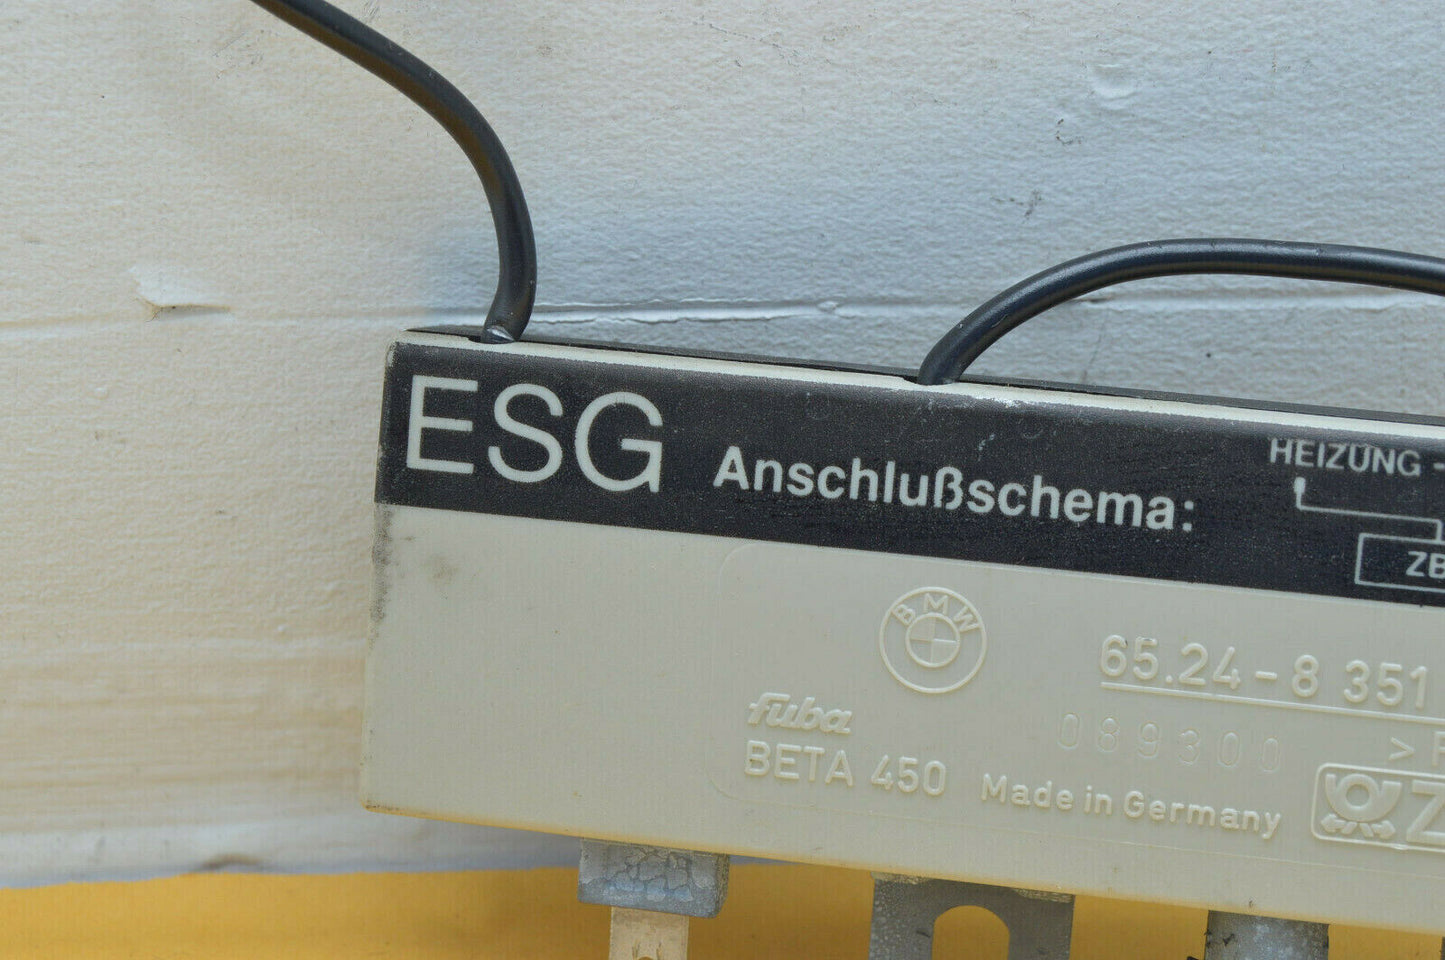 ESG Anschlußschema:
HEIZUNG -
ZB
BMW
65.24-8 351
fuba
089300
BETA 450
Made in Germany
>
Z